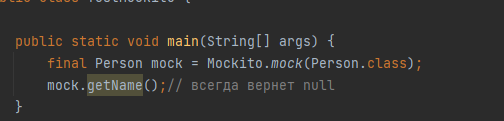 public static void main(String[] args) {
final Person mock = Mockito.mock(Person.class);
mock.getName();// всегда вернет null
}